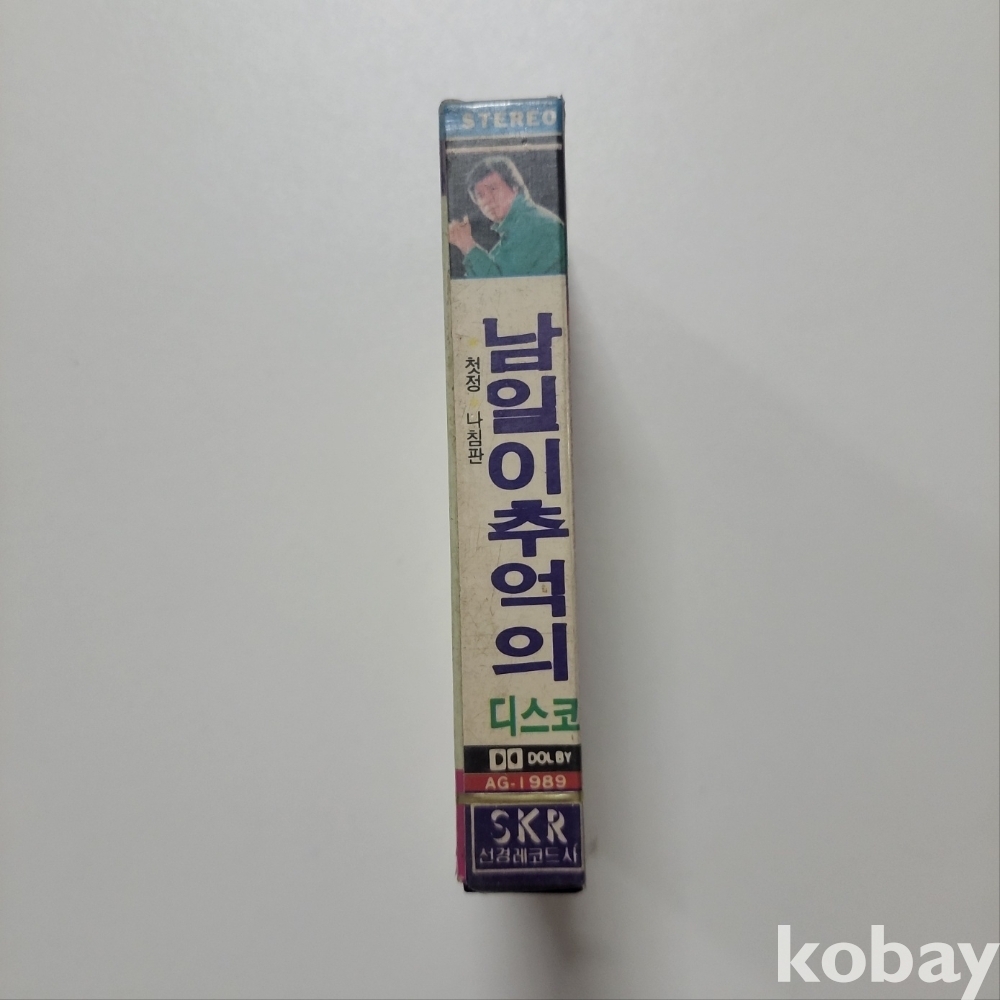 STEREO
남일이추억의
첫정 나침판
디스코
DOLBY
AG-1989
SKR
선경레코드사
kobay